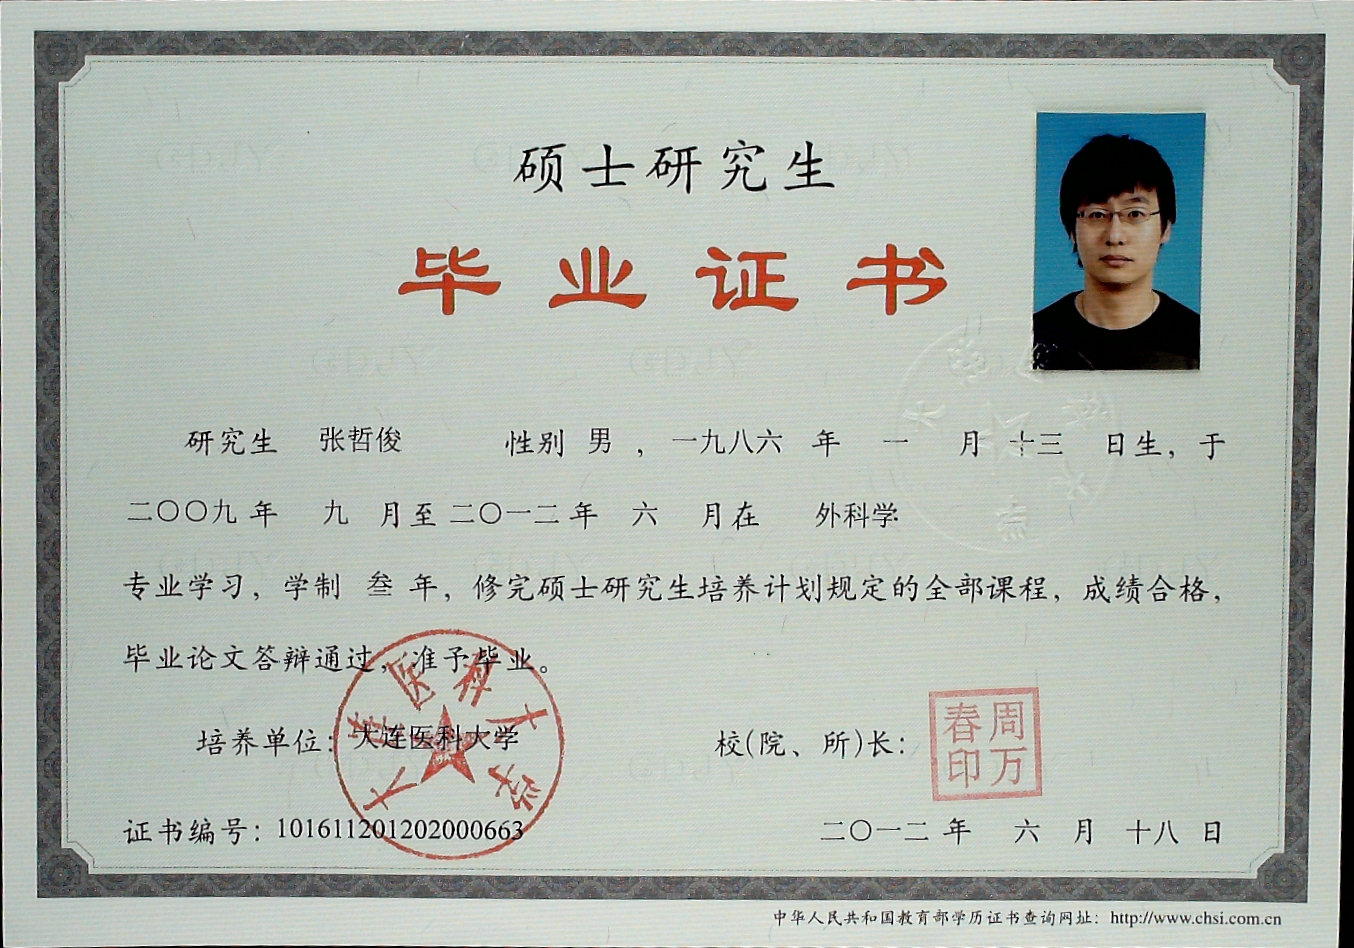 硕士研究生
毕业证书
研究生 张哲俊 性别 男 ，一九八六 年 一 月 十三 日生，于
二〇〇九 年 九 月至 二〇一二 年 六 月在 外科学
专业学习，学制 叁 年，修完硕士研究生培养计划规定的全部课程，成绩合格，
毕业论文答辩通过，准予毕业。
培养单位：大连医科大学
大连医科大学
校(院、所)长：
周万春印
证书编号：101611201202000663
二〇一二 年 六 月 十八 日
中华人民共和国教育部学历证书查询网址：http://www.chsi.com.cn